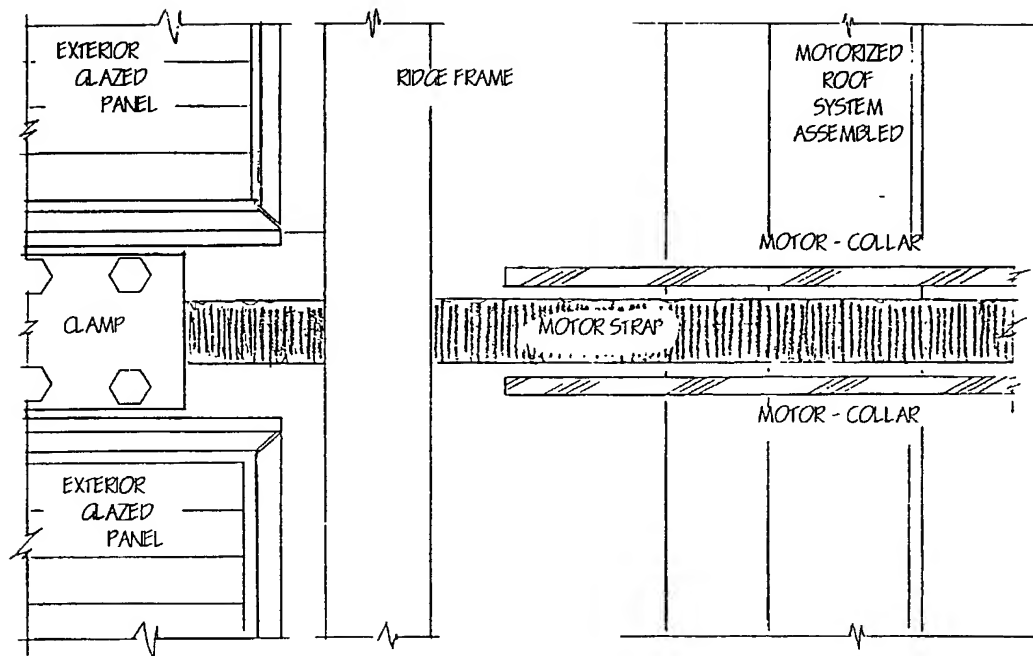 EXTERIOR
GLAZED
PANEL
RIDGE FRAME
MOTORIZED
ROOF
SYSTEM
ASSEMBLED
MOTOR - COLLAR
CLAMP
MOTOR STRAP
MOTOR - COLLAR
EXTERIOR
GLAZED
PANEL